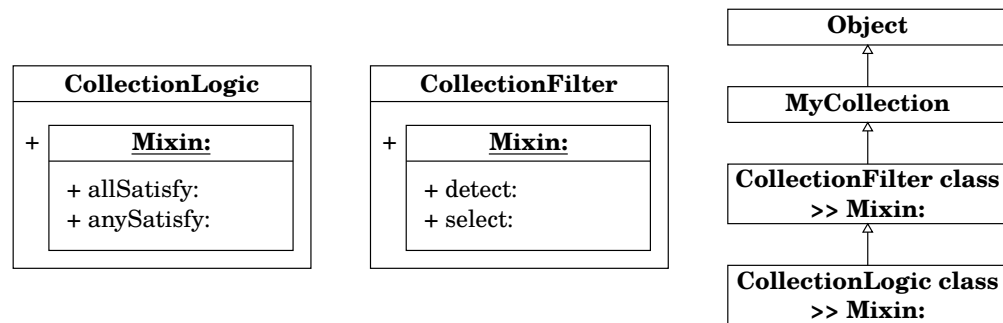 CollectionLogic
+ Mixin:
+ allSatisfy:
+ anySatisfy:
CollectionFilter
+ Mixin:
+ detect:
+ select:
Object
MyCollection
CollectionFilter class
>> Mixin:
CollectionLogic class
>> Mixin: